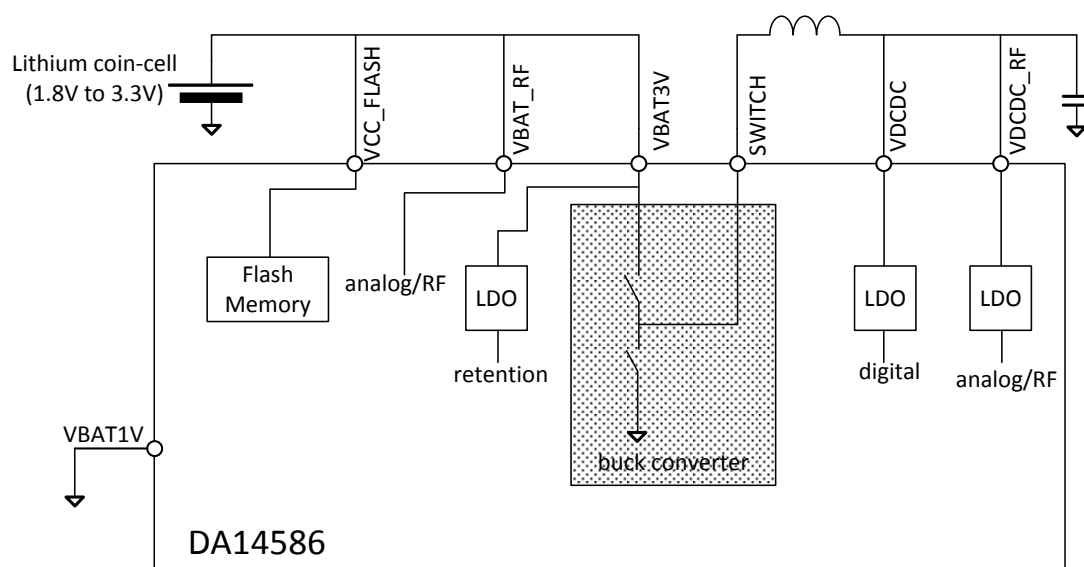 Lithium coin-cell
(1.8V to 3.3V)
VCC_FLASH
VBAT_RF
VBAT3V
SWITCH
VDCDC
VDCDC_RF
Flash
Memory
analog/RF
LDO
retention
buck converter
LDO
digital
LDO
analog/RF
VBAT1V
DA14586